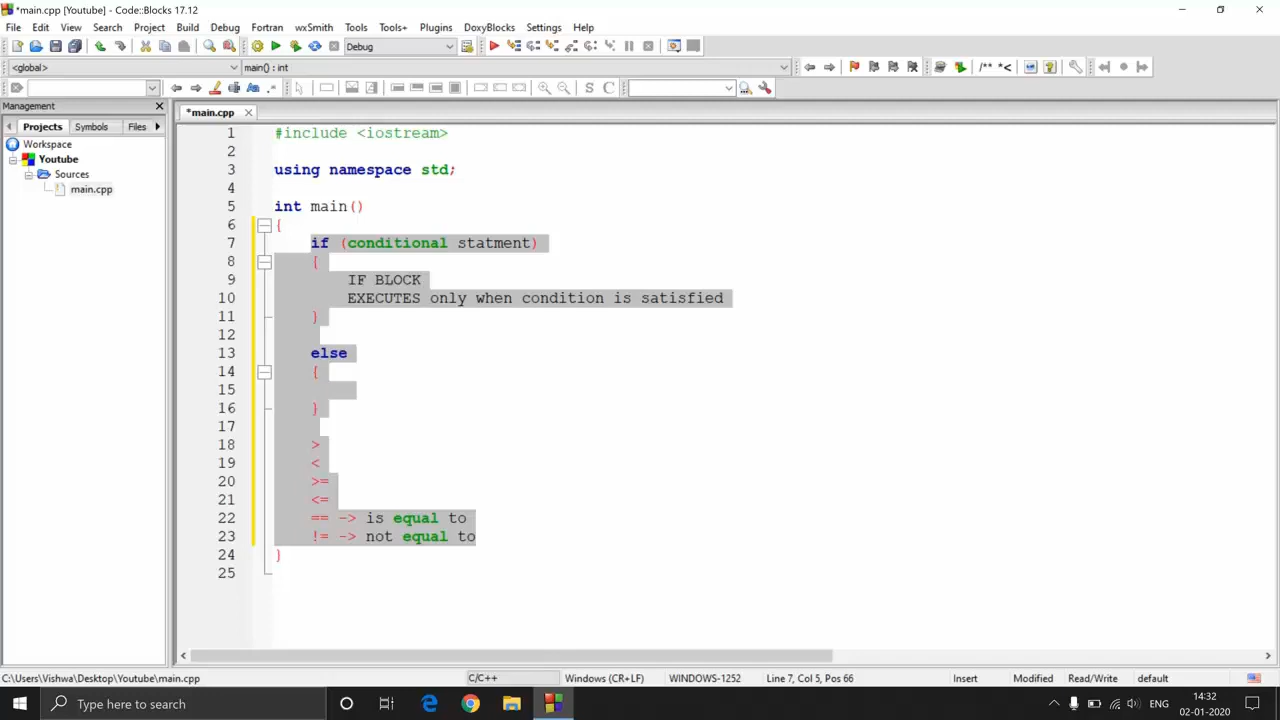 *main.cpp [Youtube] - Code::Blocks 17.12
File Edit View Search Project Build Debug Fortran wxSmith Tools Tools+ Plugins DoxyBlocks Settings Help
Debug
<global> main() : int
/** *<
S C
Management
Projects Symbols Files
*main.cpp
Workspace
Youtube
Sources
main.cpp
1 #include <iostream>
2
3 using namespace std;
4
5 int main()
6 {
7 if (conditional statment)
8 {
9 IF BLOCK
10 EXECUTES only when condition is satisfied
11 }
12
13 else
14 {
15
16 }
17
18 >
19 <
20 >=
21 <=
22 == -> is equal to
23 != -> not equal to
24 }
25
C:\Users\Vishwa\Desktop\Youtube\main.cpp C/C++ Windows (CR+LF) WINDOWS-1252 Line 7, Col 5, Pos 66 Insert Modified Read/Write default
Type here to search
ENG
14:32
02-01-2020